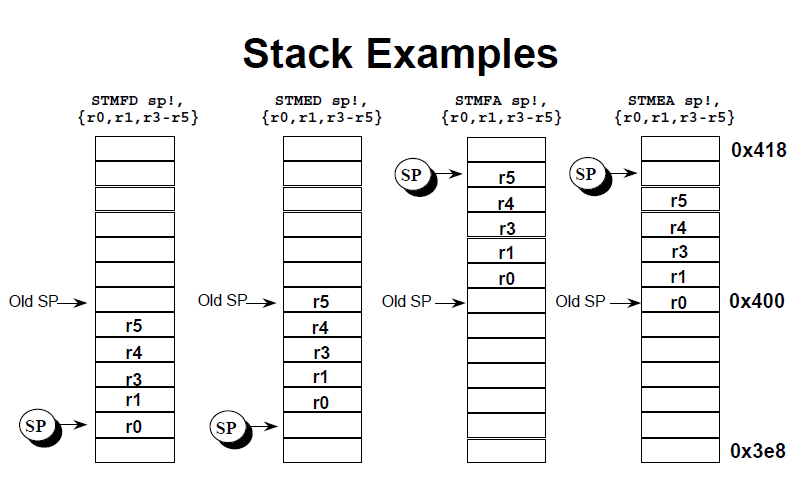 Stack Examples
STMFD sp!,
{r0,r1,r3-r5}
STMED sp!,
{r0,r1,r3-r5}
STMFA sp!,
{r0,r1,r3-r5}
STMEA sp!,
{r0,r1,r3-r5}
Old SP
r5
r4
r3
r1
r0
SP
Old SP
r5
r4
r3
r1
r0
SP
SP
r5
r4
r3
r1
r0
Old SP
SP
r5
r4
r3
r1
r0
Old SP
0x418
0x400
0x3e8